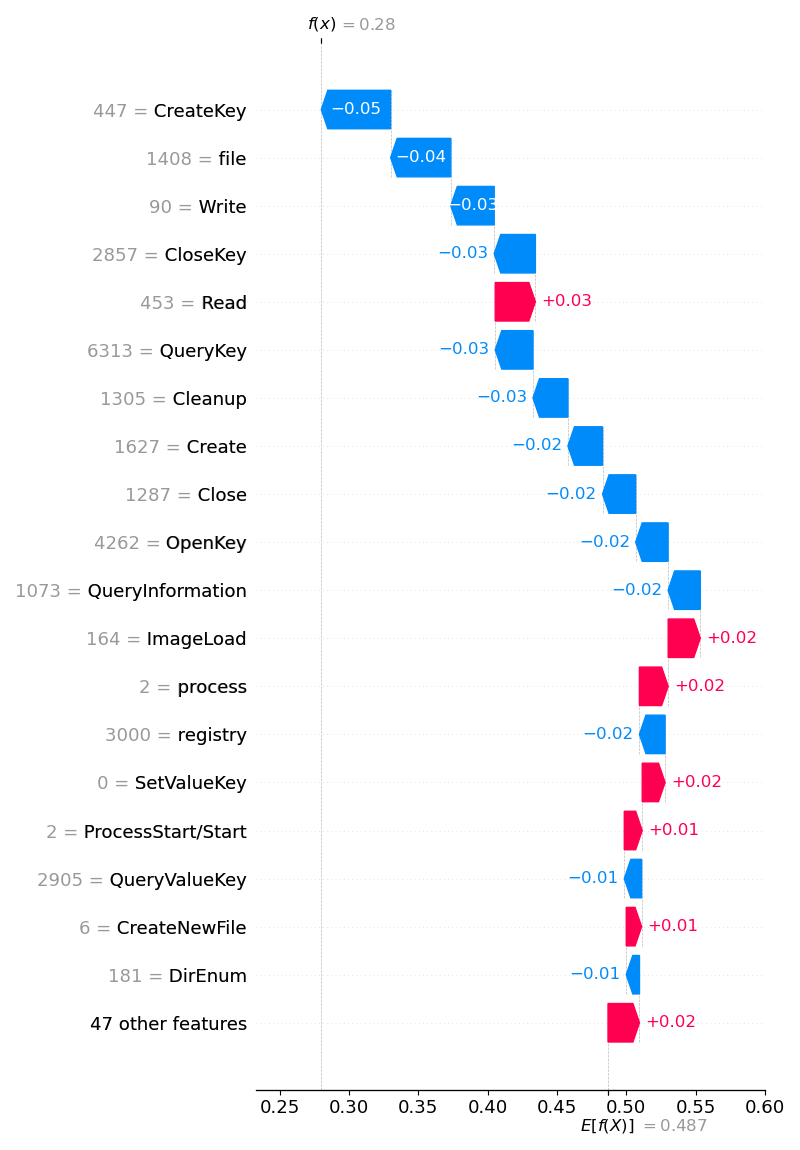 f(x) = 0.28
447 = CreateKey −0.05
1408 = file −0.04
90 = Write −0.03
2857 = CloseKey −0.03
453 = Read +0.03
6313 = QueryKey −0.03
1305 = Cleanup −0.03
1627 = Create −0.02
1287 = Close −0.02
4262 = OpenKey −0.02
1073 = QueryInformation −0.02
164 = ImageLoad +0.02
2 = process +0.02
3000 = registry −0.02
0 = SetValueKey +0.02
2 = ProcessStart/Start +0.01
2905 = QueryValueKey −0.01
6 = CreateNewFile +0.01
181 = DirEnum −0.01
47 other features +0.02
0.25 0.30 0.35 0.40 0.45 0.50 0.55 0.60
E[f(X)] = 0.487